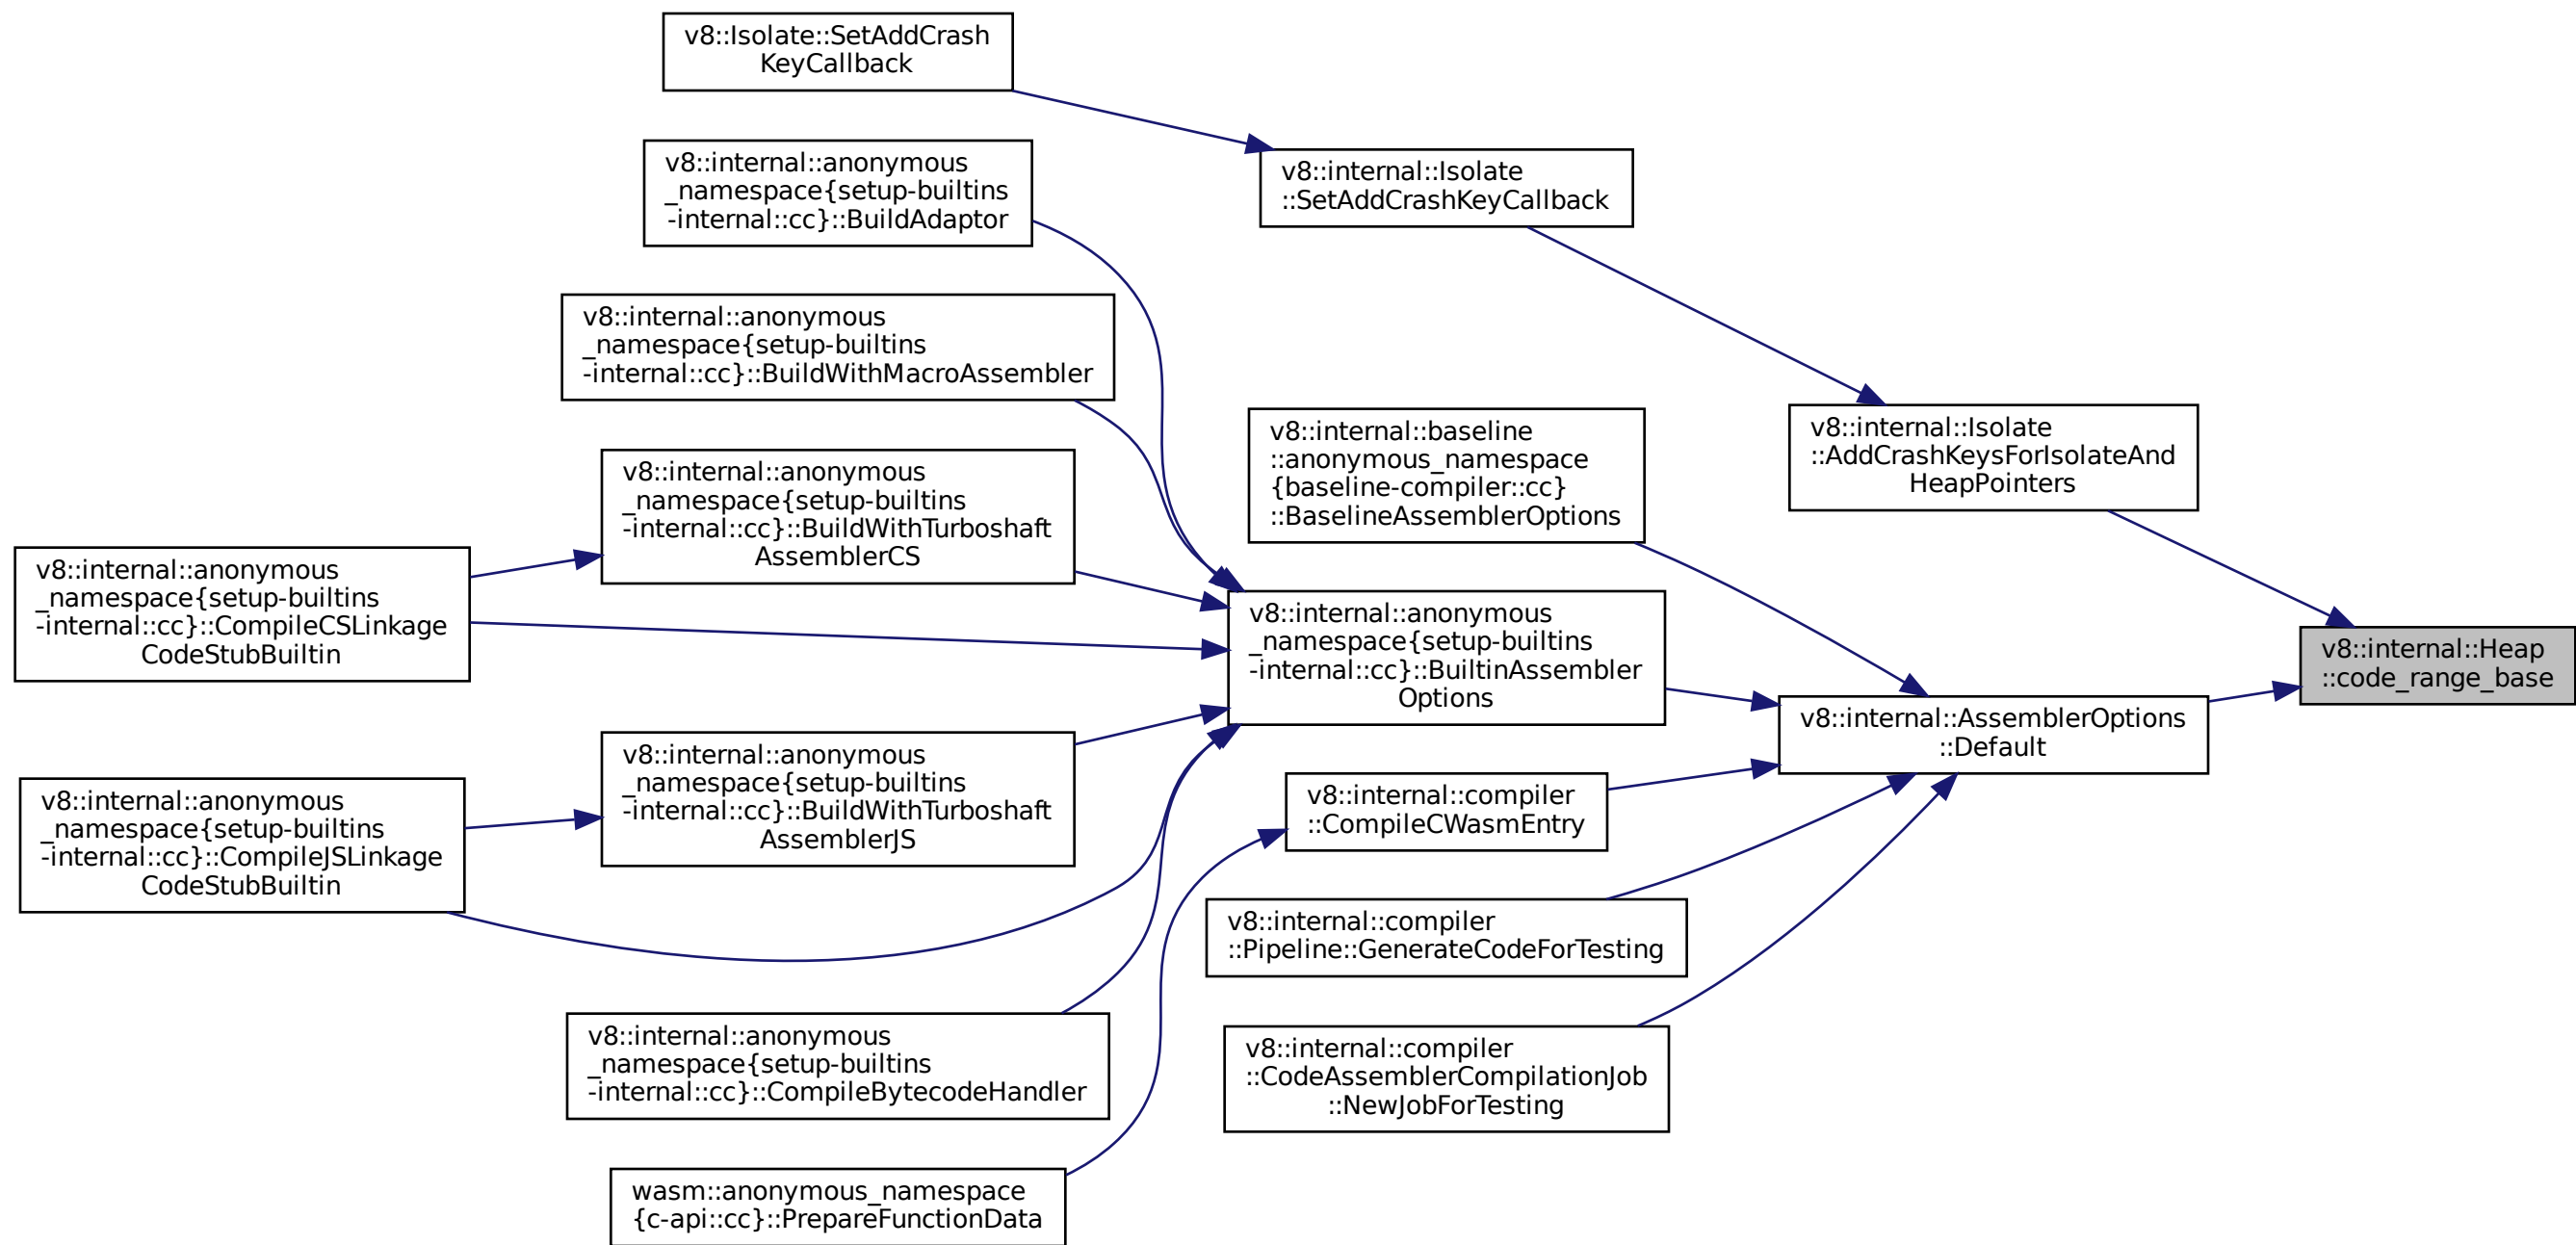 v8::Isolate::SetAddCrash
KeyCallback
v8::internal::anonymous
_namespace{setup-builtins
-internal::cc}::BuildAdaptor
v8::internal::Isolate
::SetAddCrashKeyCallback
v8::internal::anonymous
_namespace{setup-builtins
-internal::cc}::BuildWithMacroAssembler
v8::internal::baseline
::anonymous_namespace
{baseline-compiler::cc}
::BaselineAssemblerOptions
v8::internal::Isolate
::AddCrashKeysForIsolateAnd
HeapPointers
v8::internal::anonymous
_namespace{setup-builtins
-internal::cc}::BuildWithTurboshaft
AssemblerCS
v8::internal::anonymous
_namespace{setup-builtins
-internal::cc}::CompileCSLinkage
CodeStubBuiltin
v8::internal::anonymous
_namespace{setup-builtins
-internal::cc}::BuiltinAssembler
Options
v8::internal::Heap
::code_range_base
v8::internal::AssemblerOptions
::Default
v8::internal::anonymous
_namespace{setup-builtins
-internal::cc}::BuildWithTurboshaft
AssemblerJS
v8::internal::anonymous
_namespace{setup-builtins
-internal::cc}::CompileJSLinkage
CodeStubBuiltin
v8::internal::compiler
::CompileCWasmEntry
v8::internal::compiler
::Pipeline::GenerateCodeForTesting
v8::internal::anonymous
_namespace{setup-builtins
-internal::cc}::CompileBytecodeHandler
v8::internal::compiler
::CodeAssemblerCompilationJob
::NewJobForTesting
wasm::anonymous_namespace
{c-api::cc}::PrepareFunctionData